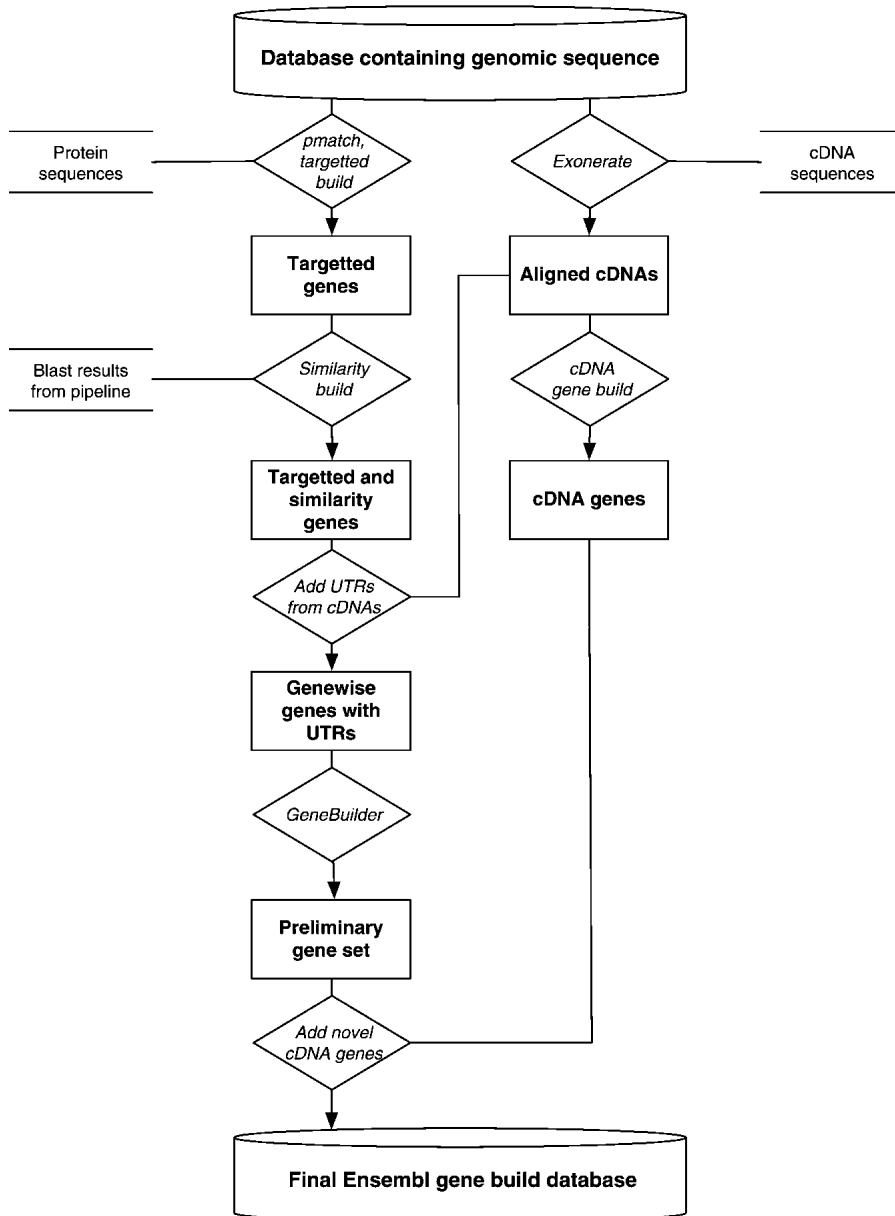 Database containing genomic sequence
Protein
sequences
pmatch,
targetted
build
Exonerate
cDNA
sequences
Targetted
genes
Aligned cDNAs
Blast results
from pipeline
Similarity
build
cDNA
gene build
Targetted and
similarity
genes
cDNA genes
Add UTRs
from cDNAs
Genewise
genes with
UTRs
GeneBuilder
Preliminary
gene set
Add novel
cDNA genes
Final Ensembl gene build database